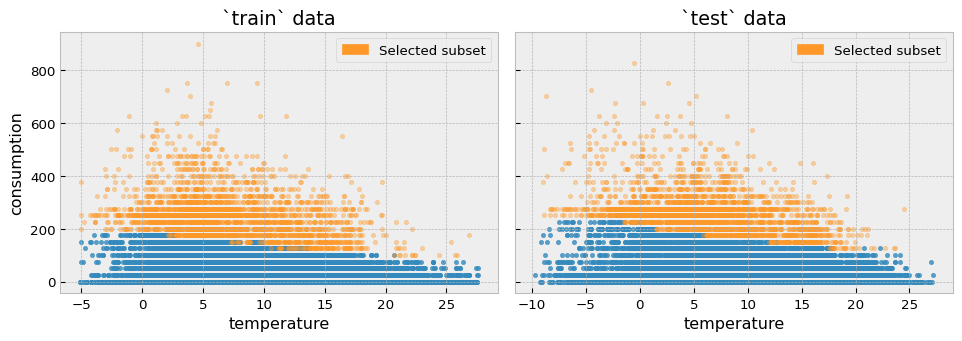 `train` data
`test` data
Selected subset
Selected subset
consumption
800
600
400
200
0
−5
0
5
10
15
20
25
−10
−5
0
5
10
15
20
25
temperature
temperature